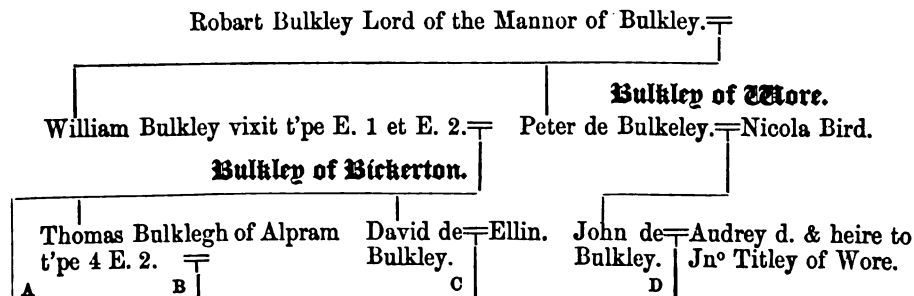 Robart Bulkley Lord of the Mannor of Bulkley.
Bulkley of Wore.
William Bulkley vixit t'pe E. 1 et E. 2. Peter de Bulkeley. Nicola Bird.
Bulkley of Bickerton.
Thomas Bulklegh of Alpram David de Ellin. John de Audrey d. & heire to
t'pe 4 E. 2. Bulkley. Bulkley. Jnº Titley of Wore.
A B C D